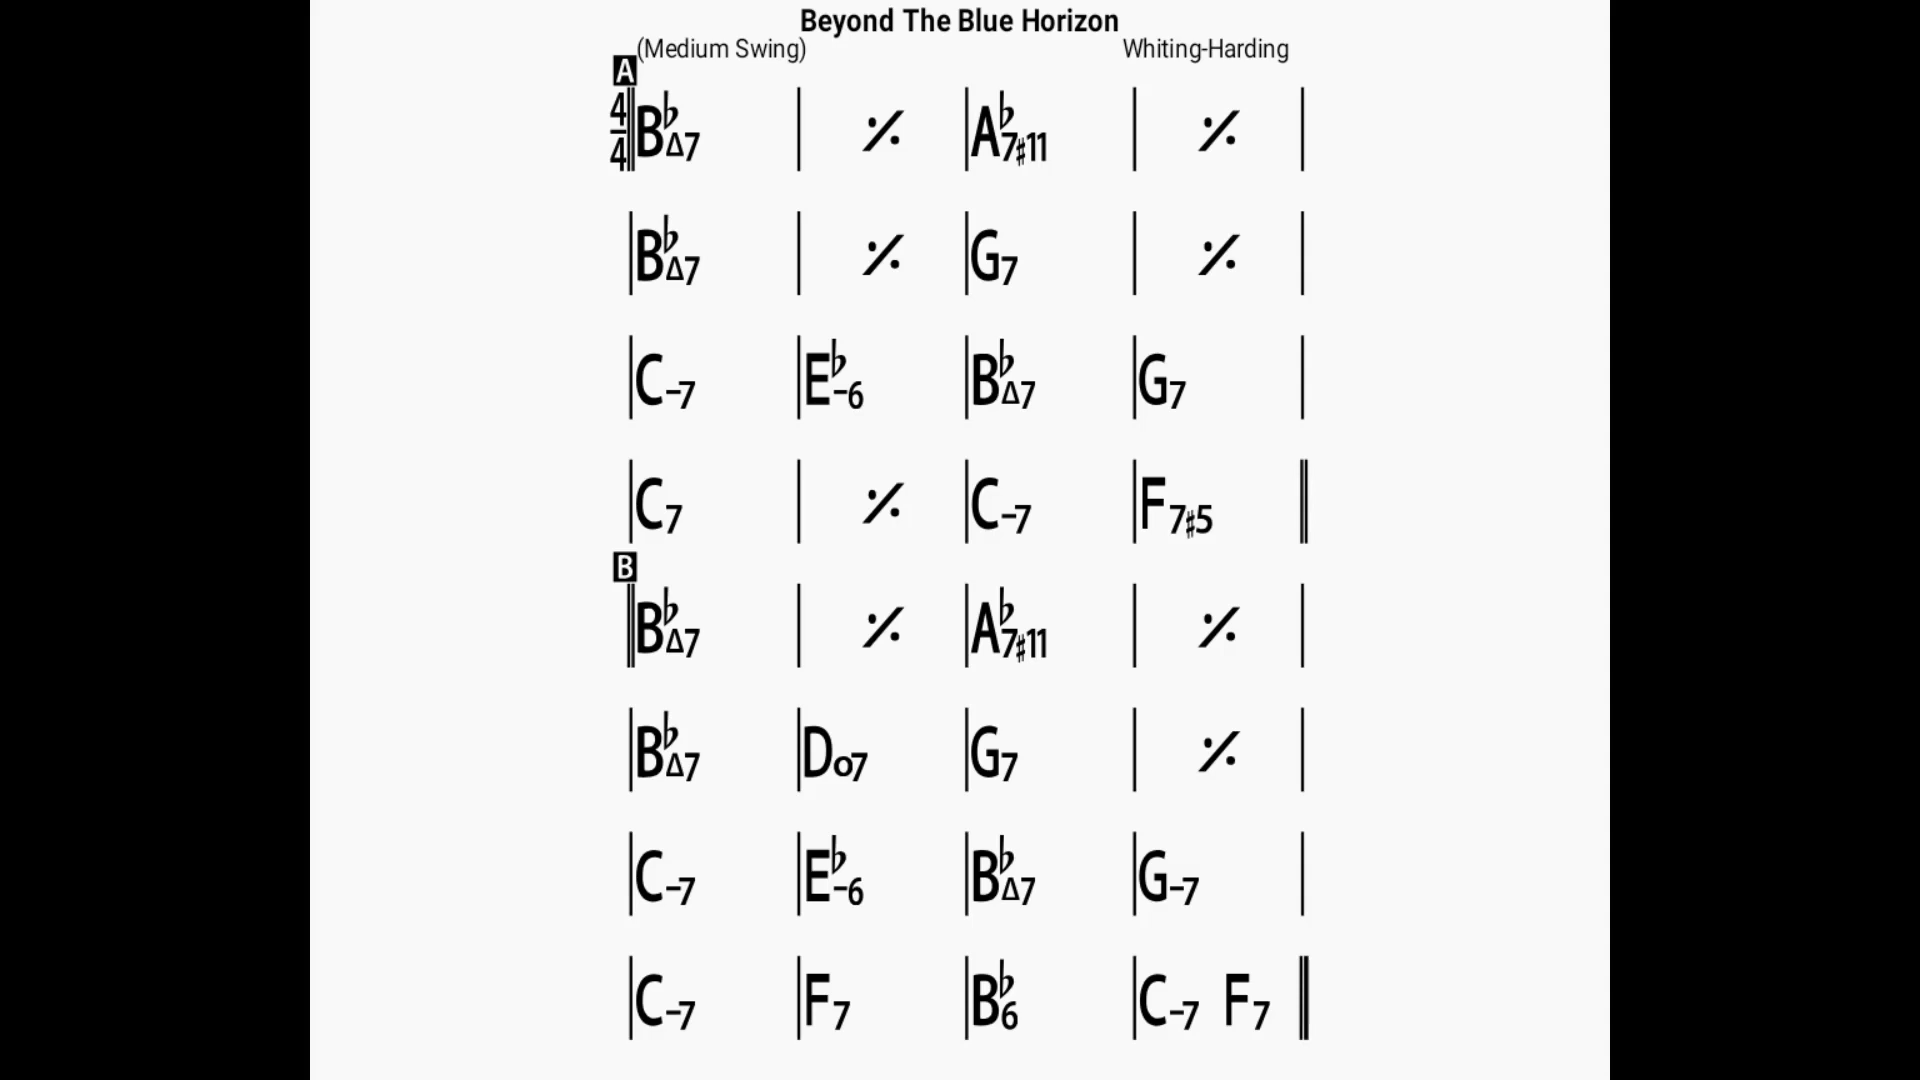 Beyond The Blue Horizon
(Medium Swing) Whiting-Harding
A
4/4 B♭Δ7 | 𝄎 | A♭7♯11 | 𝄎 |
B♭Δ7 | 𝄎 | G7 | 𝄎 |
C–7 | E♭–6 | B♭Δ7 | G7 |
C7 | 𝄎 | C–7 | F7♯5 ||
B
B♭Δ7 | 𝄎 | A♭7♯11 | 𝄎 |
B♭Δ7 | Do7 | G7 | 𝄎 |
C–7 | E♭–6 | B♭Δ7 | G–7 |
C–7 | F7 | B♭6 | C–7 F7 ||